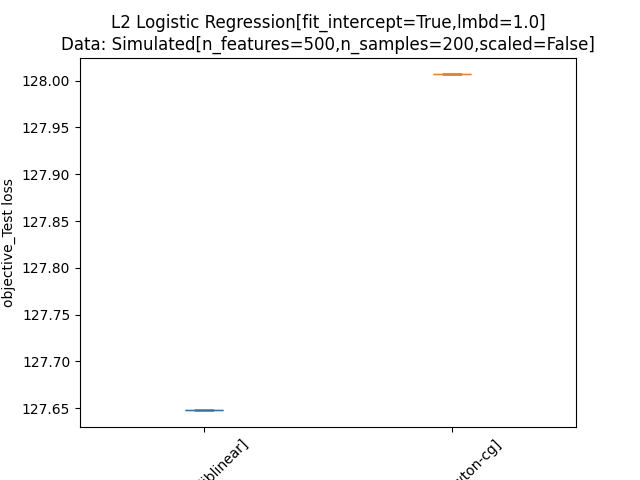 L2 Logistic Regression[fit_intercept=True,lmbd=1.0]
Data: Simulated[n_features=500,n_samples=200,scaled=False]
objective_Test loss
128.00
127.95
127.90
127.85
127.80
127.75
127.70
127.65
iblinear]
ton-cg]